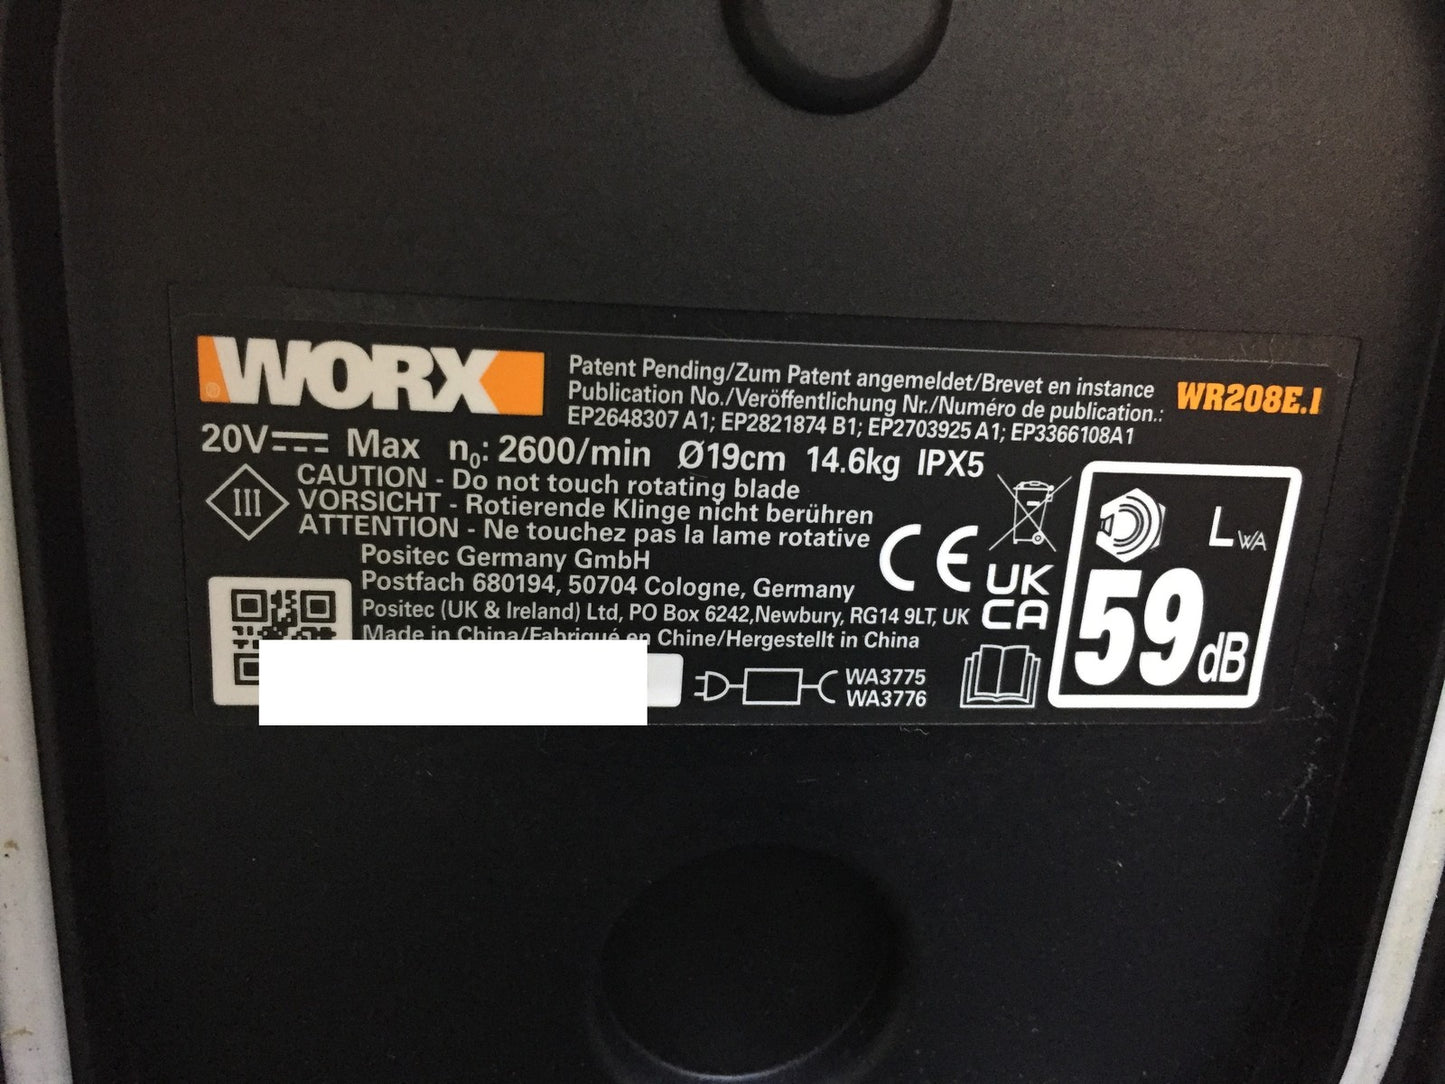 WORX®
Patent Pending/Zum Patent angemeldet/Brevet en instance
Publication No./Veröffentlichung Nr./Numéro de publication.:
EP2648307 A1; EP2821874 B1; EP2703925 A1; EP3366108A1
WR208E.1
20V Max n₀: 2600/min Ø19cm 14.6kg IPX5
III
CAUTION - Do not touch rotating blade
VORSICHT - Rotierende Klinge nicht berühren
ATTENTION - Ne touchez pas la lame rotative
Positec Germany GmbH
Postfach 680194, 50704 Cologne, Germany
Positec (UK & Ireland) Ltd, PO Box 6242,Newbury, RG14 9LT, UK
Made in China/Fabriqué en Chine/Hergestellt in China
WA3775
WA3776
CE
UK
CA
LWA
59dB